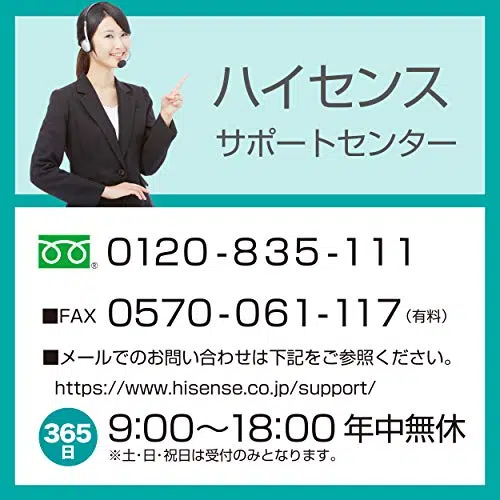 ハイセンス
サポートセンター
® 0120-835-111
■FAX 0570-061-117(有料)
■メールでのお問い合わせは下記をご参照ください。
https://www.hisense.co.jp/support/
365日 9:00〜18:00 年中無休
※土・日・祝日は受付のみとなります。